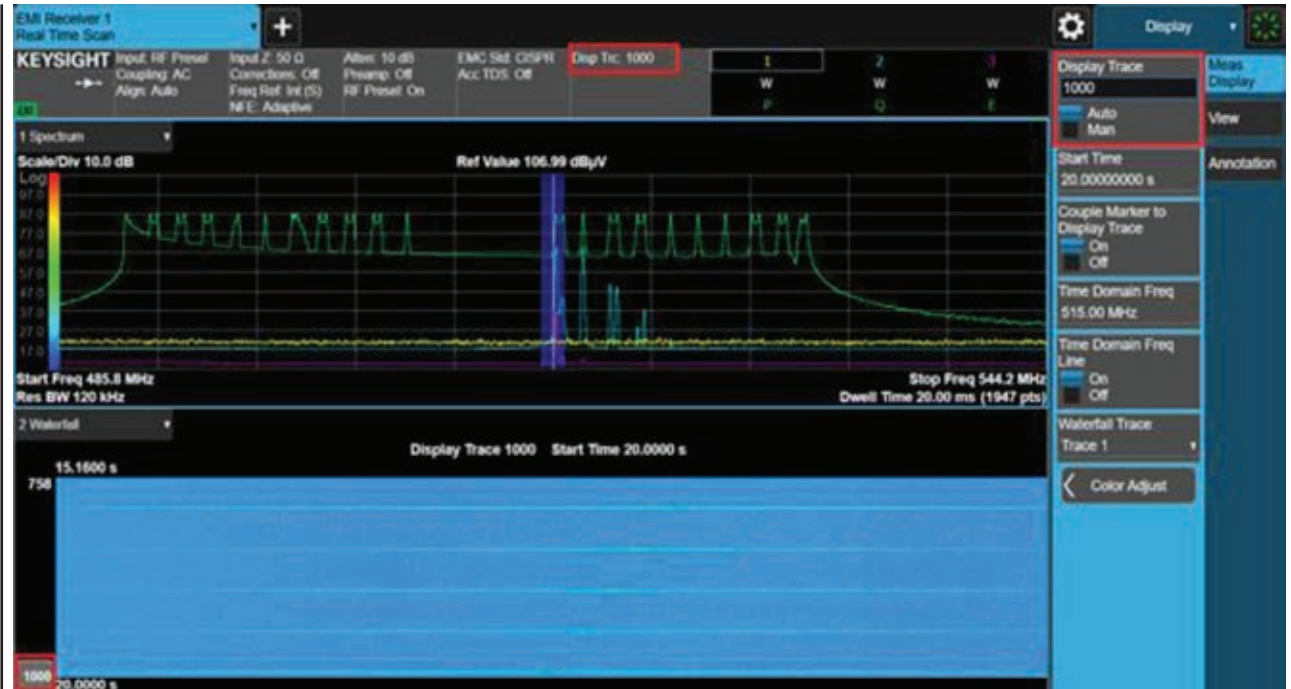 EMI Receiver 1
Real Time Scan
+
Display
KEYSIGHT
Input: RF Presel
Coupling: AC
Align: Auto
Input Z: 50 Ω
Corrections: Off
Freq Ref: Int (S)
NFE: Adaptive
Atten: 10 dB
Preamp: Off
RF Presel: On
EMC Std: CISPR
Acc TDS: Off
Disp Trc: 1000
1 2 3
W W W
P Q E
1 Spectrum
Scale/Div 10.0 dB
Ref Value 106.99 dBµV
Log
97.0
87.0
77.0
67.0
57.0
47.0
37.0
27.0
17.0
Start Freq 485.8 MHz
Stop Freq 544.2 MHz
Res BW 120 kHz
Dwell Time 20.00 ms (1947 pts)
2 Waterfall
Display Trace 1000 Start Time 20.0000 s
15.1600 s
758
1000
20.0000 s
Display Trace
1000
Auto
Man
Start Time
20.00000000 s
Couple Marker to
Display Trace
On
Off
Time Domain Freq
515.00 MHz
Time Domain Freq
Line
On
Off
Waterfall Trace
Trace 1
Color Adjust
Meas
Display
View
Annotation